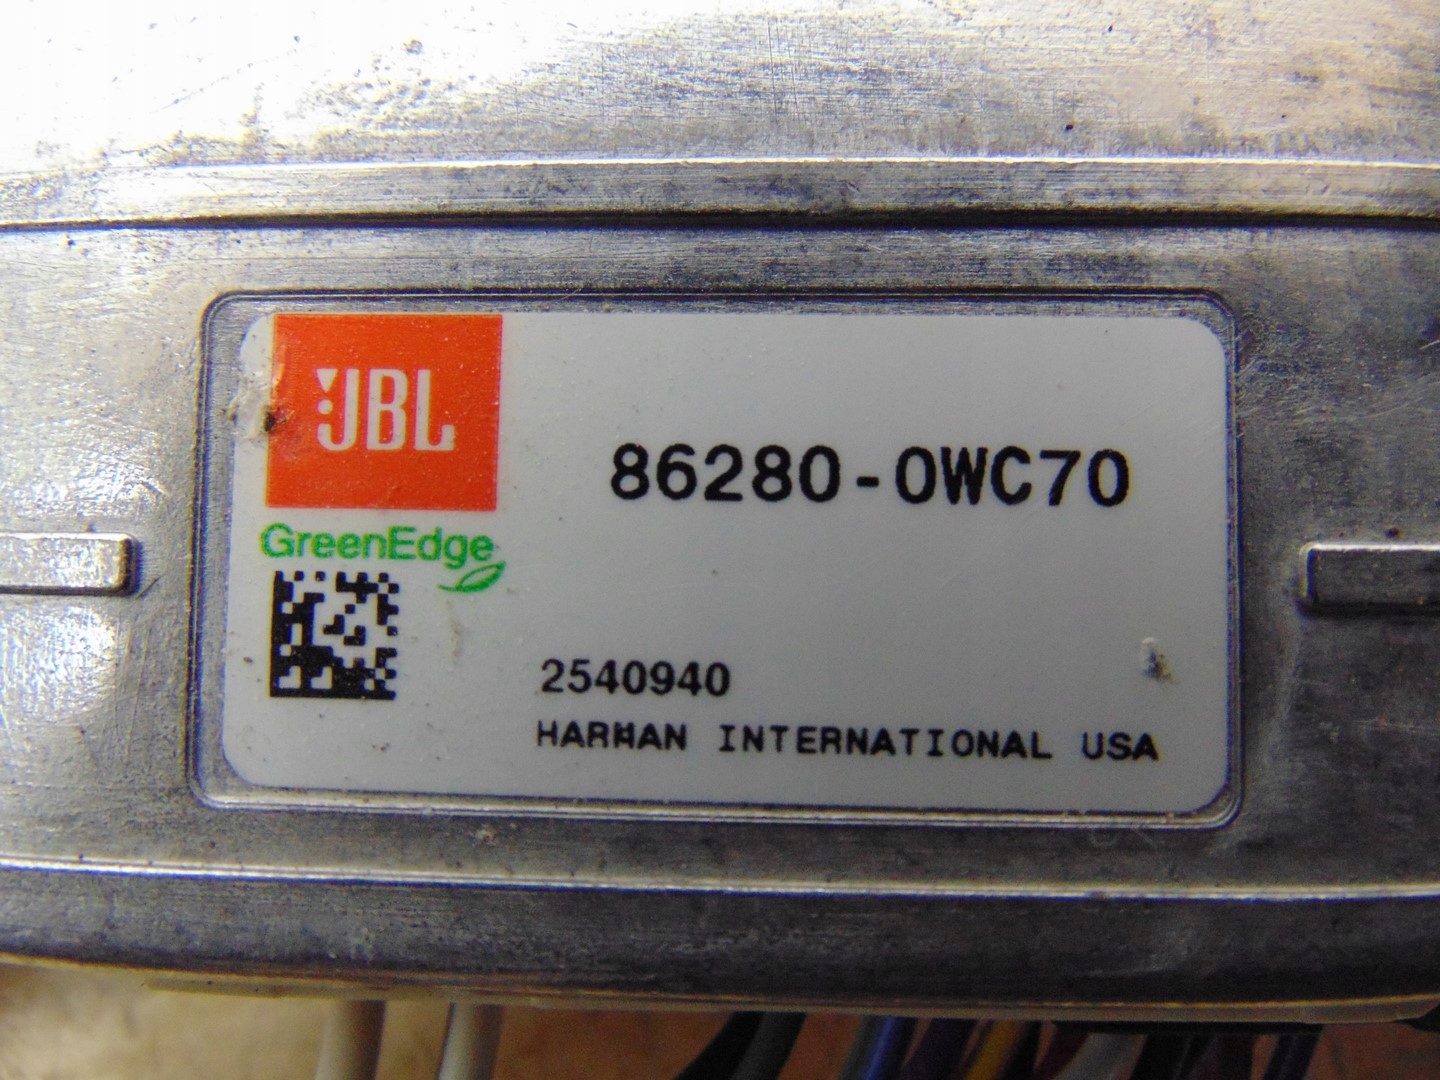 JBL
86280-0WC70
GreenEdge
2540940
HARMAN INTERNATIONAL USA